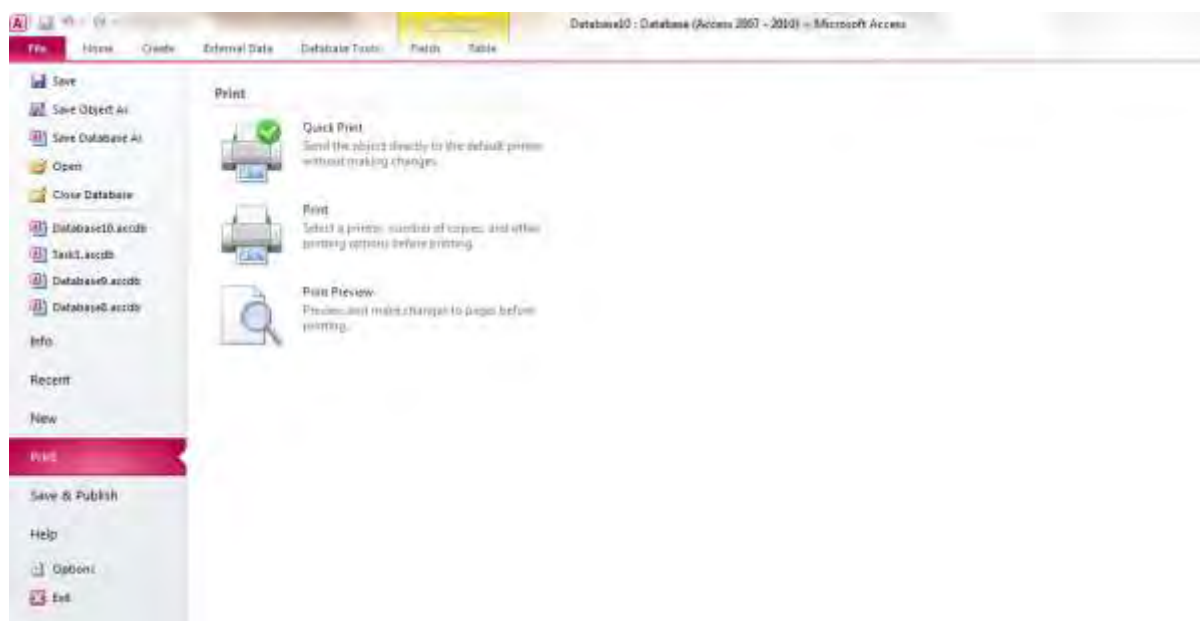 Database10 : Database (Access 2007 - 2010) - Microsoft Access
File Home Create External Data Database Tools Fields Table
Save
Save Object As
Save Database As
Open
Close Database
Database10.accdb
Task1.accdb
Database9.accdb
Database8.accdb
Info
Recent
New
Print
Save & Publish
Help
Options
Exit
Print
Quick Print
Send the object directly to the default printer
without making changes.
Print
Select a printer, number of copies, and other
printing options before printing.
Print Preview
Preview and make changes to pages before
printing.